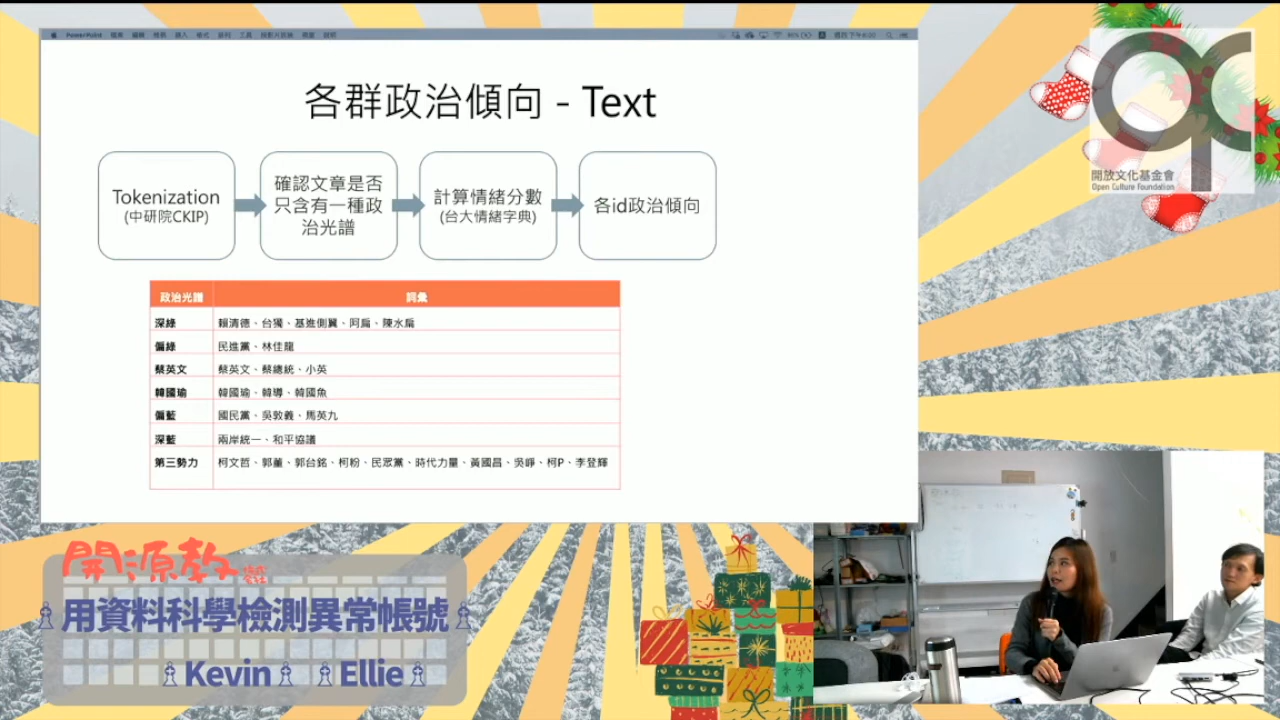 PowerPoint
各群政治傾向 - Text
Tokenization
(中研院CKIP)
確認文章是否
只含有一種政
治光譜
計算情緒分數
(台大情緒字典)
各id政治傾向
政治光譜 詞彙
深綠 賴清德、台獨、基進側翼、阿扁、陳水扁
偏綠 民進黨、林佳龍
蔡英文 蔡英文、蔡總統、小英
韓國瑜 韓國瑜、韓導、韓國魚
偏藍 國民黨、吳敦義、馬英九
深藍 兩岸統一、和平協議
第三勢力 柯文哲、郭董、郭台銘、柯粉、民眾黨、時代力量、黃國昌、吳崢、柯P、李登輝
開放文化基金會
Open Culture Foundation
開源教
用資料科學檢測異常帳號
Kevin Ellie